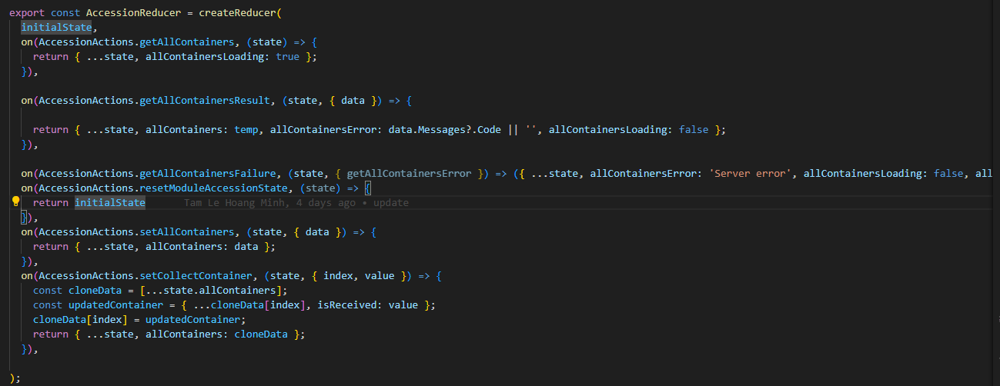 export const AccessionReducer = createReducer(
  initialState,
  on(AccessionActions.getAllContainers, (state) => {
    return { ...state, allContainersLoading: true };
  }),
  on(AccessionActions.getAllContainersResult, (state, { data }) => {
    return { ...state, allContainers: temp, allContainersError: data.Messages?.Code || '', allContainersLoading: false };
  }),
  on(AccessionActions.getAllContainersFailure, (state, { getAllContainersError }) => ({ ...state, allContainersError: 'Server error', allContainersLoading: false, all
  on(AccessionActions.resetModuleAccessionState, (state) => {
    return initialState Tam Le Hoang Minh, 4 days ago • update
  }),
  on(AccessionActions.setAllContainers, (state, { data }) => {
    return { ...state, allContainers: data };
  }),
  on(AccessionActions.setCollectContainer, (state, { index, value }) => {
    const cloneData = [...state.allContainers];
    const updatedContainer = { ...cloneData[index], isReceived: value };
    cloneData[index] = updatedContainer;
    return { ...state, allContainers: cloneData };
  }),
);